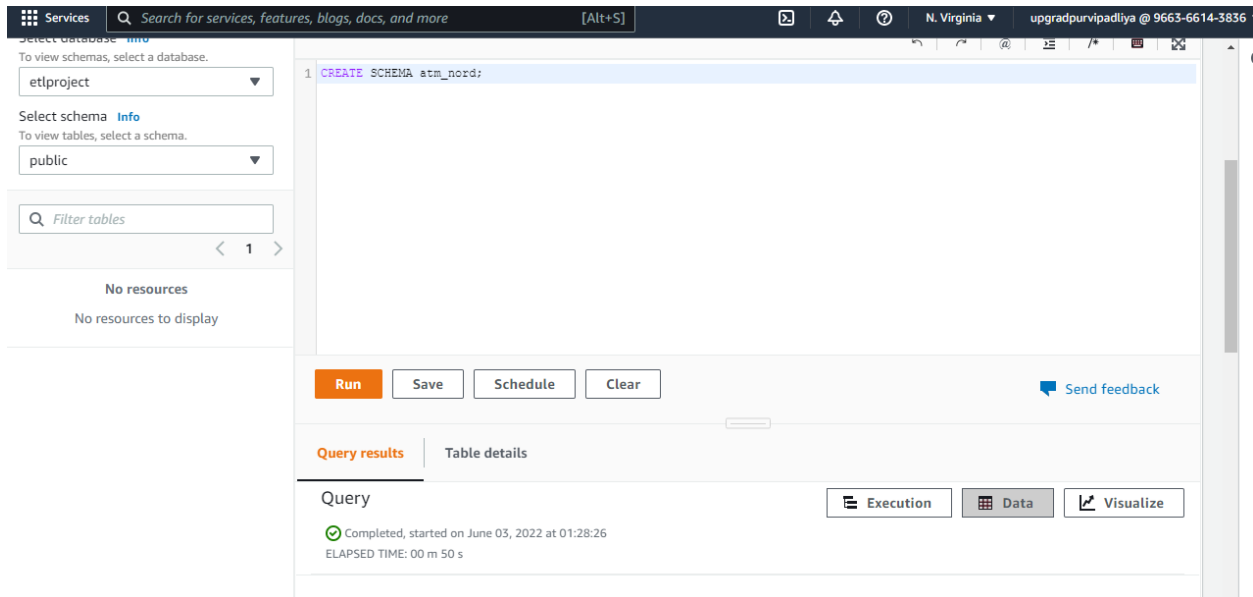 Services
Search for services, features, blogs, docs, and more
[Alt+S]
N. Virginia ▼
upgradpurvipadliya @ 9663-6614-3836
Select database Info
To view schemas, select a database.
etlproject
Select schema Info
To view tables, select a schema.
public
Filter tables
1
No resources
No resources to display
1 CREATE SCHEMA atm_nord;
Run
Save
Schedule
Clear
Send feedback
Query results
Table details
Query
Execution
Data
Visualize
Completed, started on June 03, 2022 at 01:28:26
ELAPSED TIME: 00 m 50 s